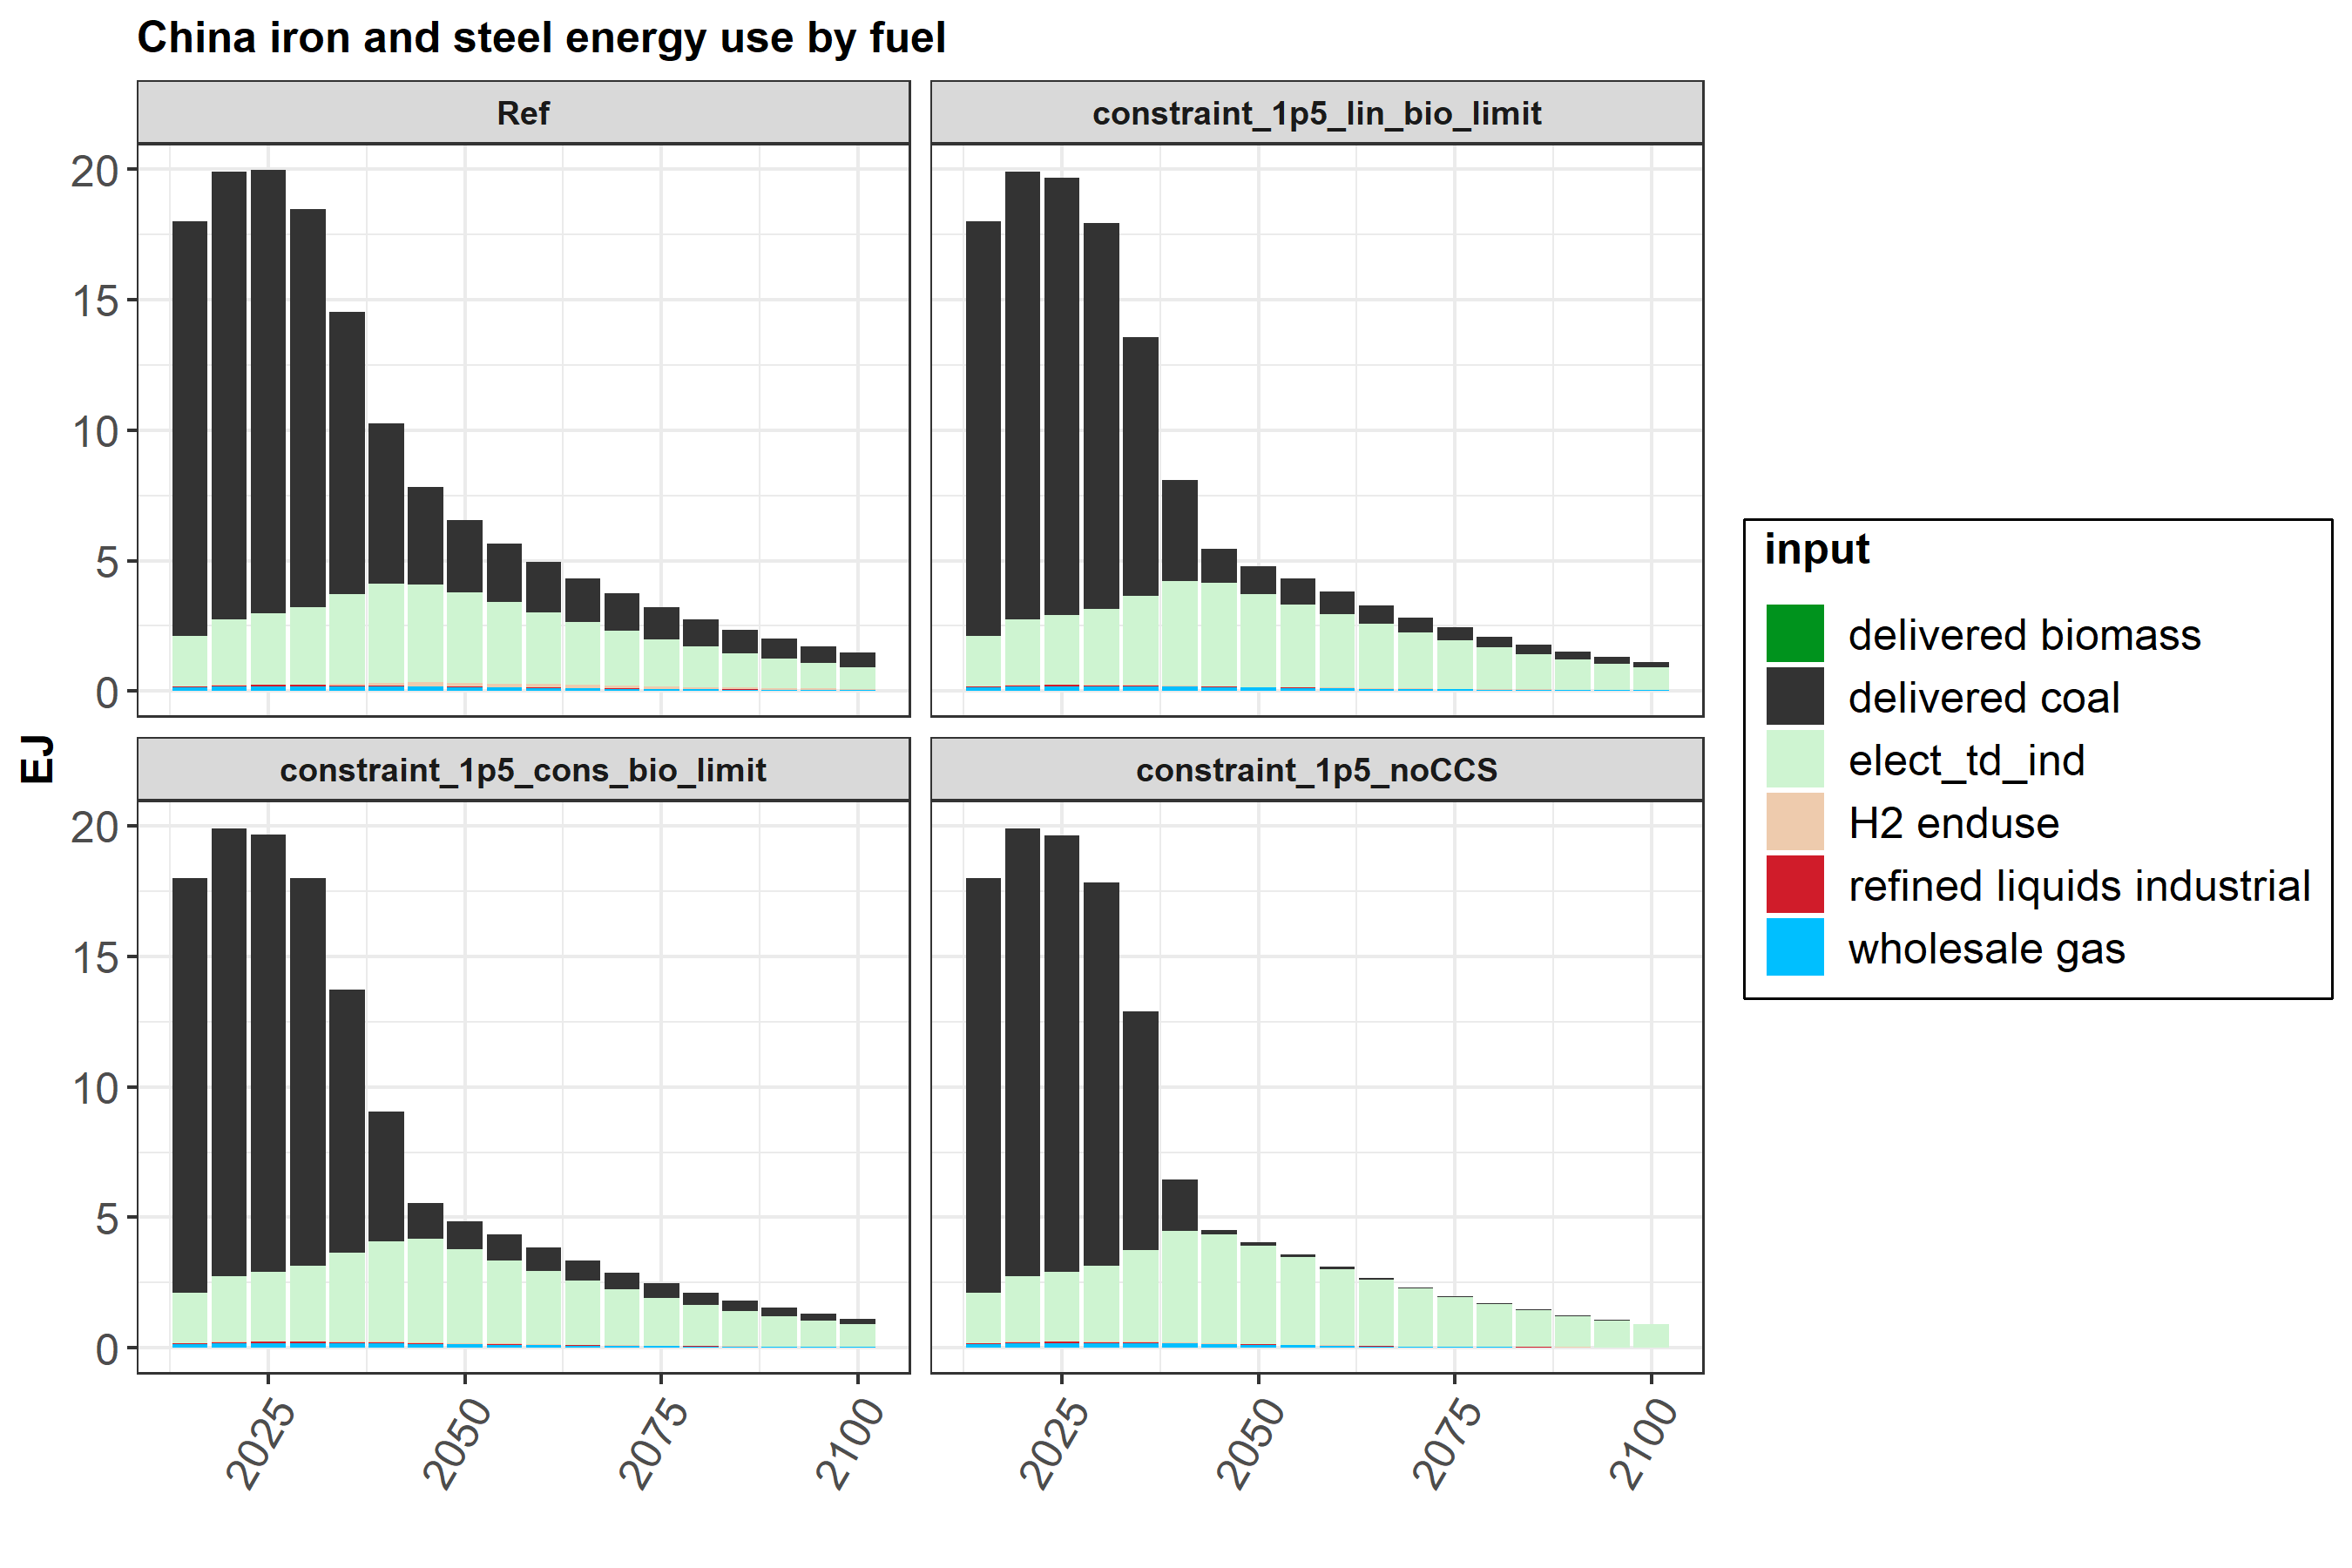 China iron and steel energy use by fuel
Ref
constraint_1p5_lin_bio_limit
20
15
10
5
0
constraint_1p5_cons_bio_limit
constraint_1p5_noCCS
20
15
10
5
0
EJ
2025
2050
2075
2100
2025
2050
2075
2100
input
delivered biomass
delivered coal
elect_td_ind
H2 enduse
refined liquids industrial
wholesale gas